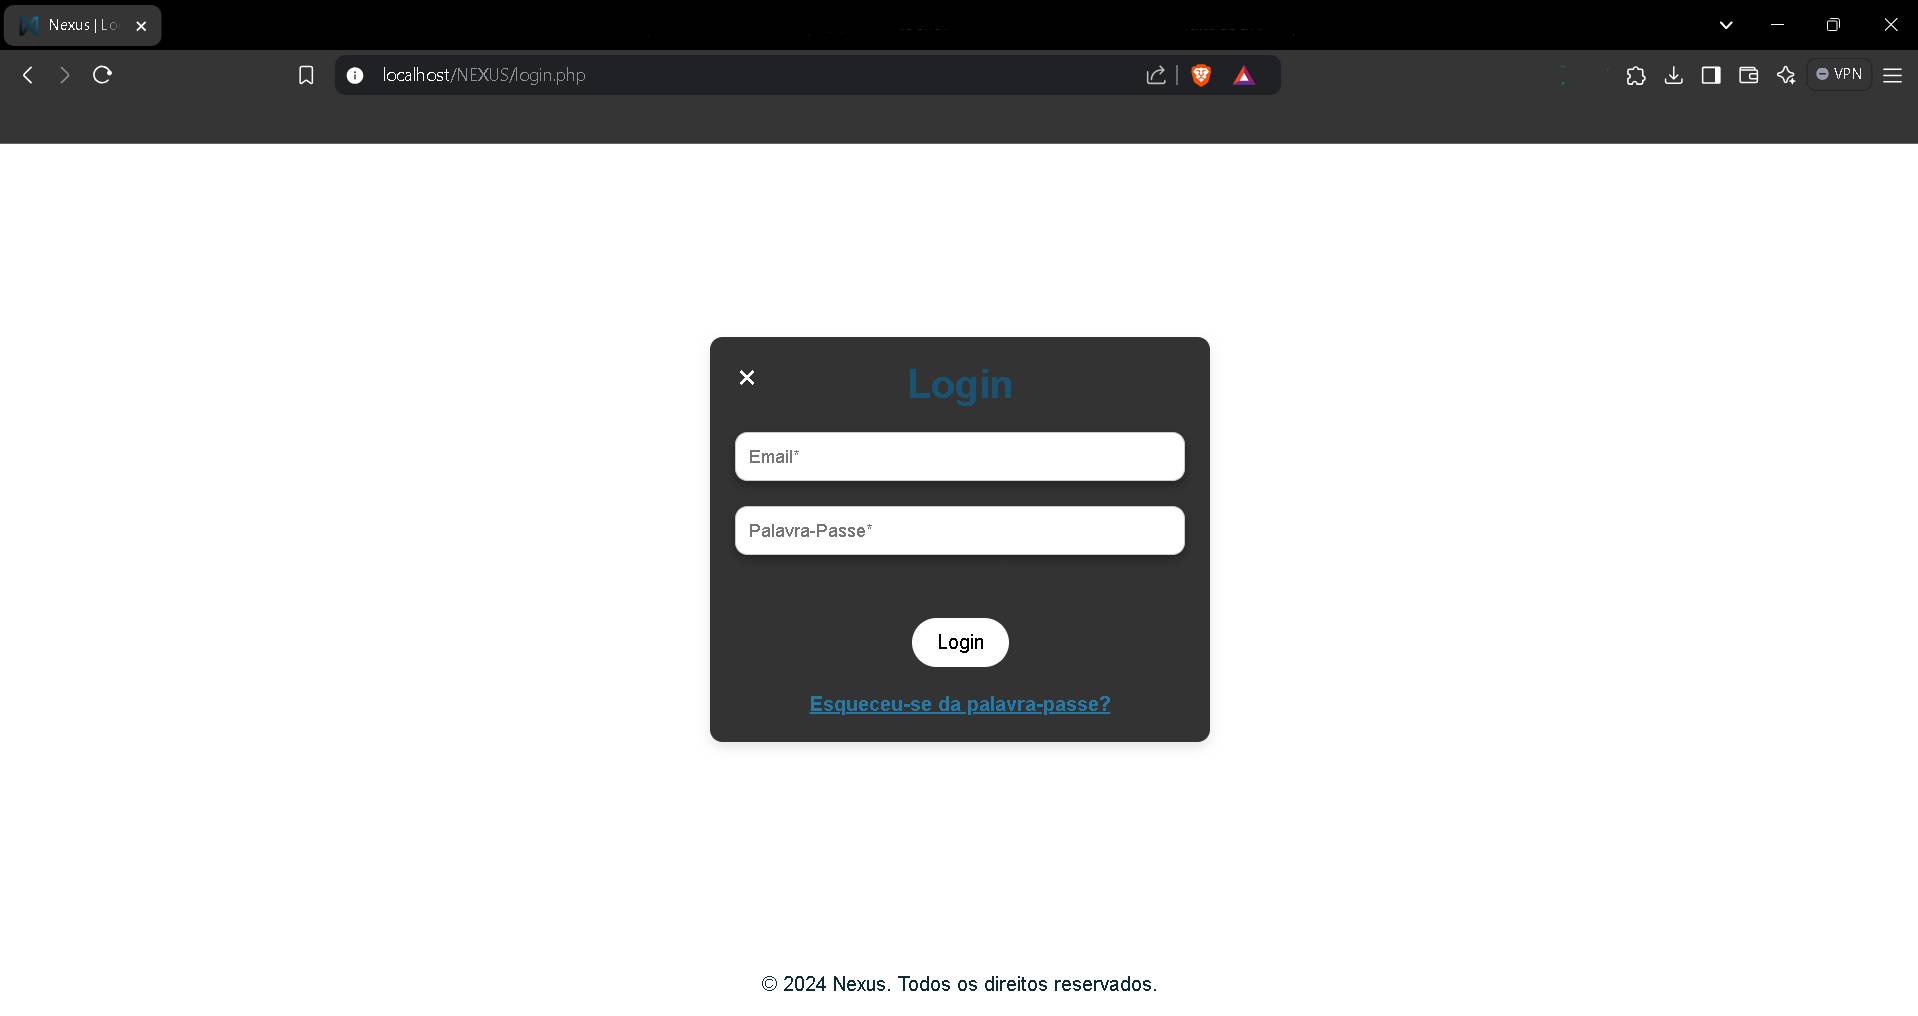 Nexus | Lo
localhost/NEXUS/login.php
VPN
Login
Email*
Palavra-Passe*
Login
Esqueceu-se da palavra-passe?
© 2024 Nexus. Todos os direitos reservados.